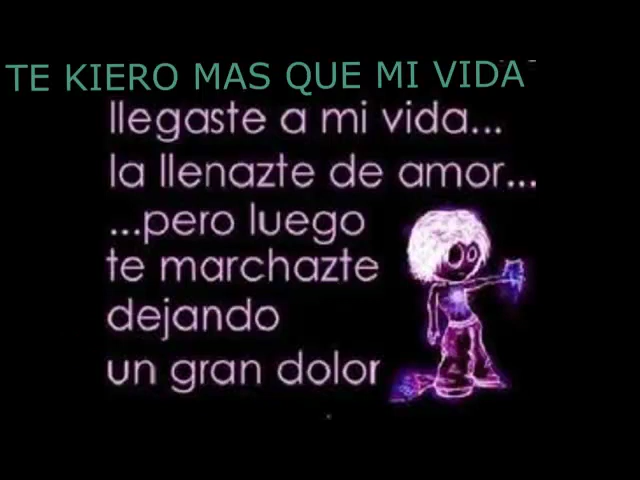 TE KIERO MAS QUE MI VIDA
llegaste a mi vida...
la llenazte de amor...
...pero luego
te marchazte
dejando
un gran dolor